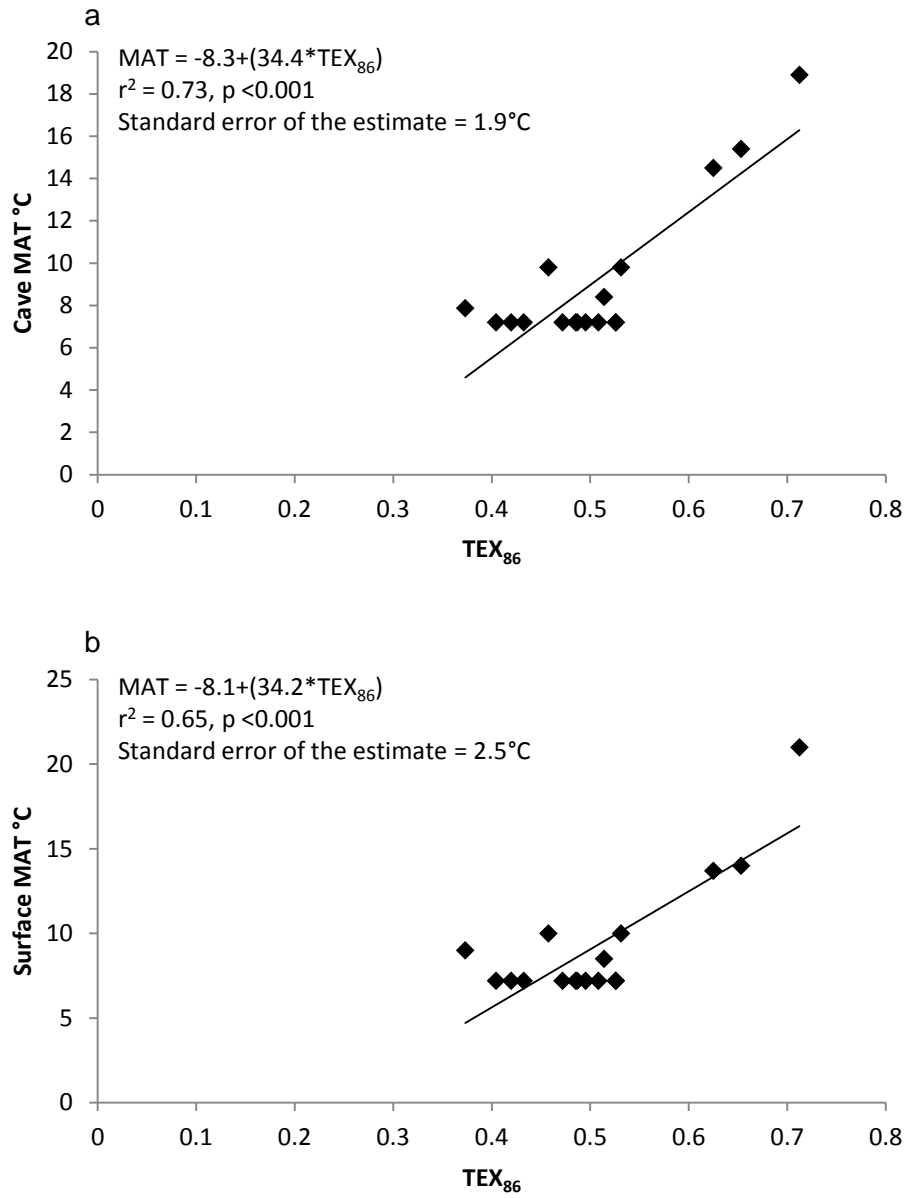 a
MAT = -8.3+(34.4*TEX₈₆)
r² = 0.73, p <0.001
Standard error of the estimate = 1.9°C
20
18
16
14
12
10
8
6
4
2
0
Cave MAT °C
0 0.1 0.2 0.3 0.4 0.5 0.6 0.7 0.8
TEX₈₆
b
MAT = -8.1+(34.2*TEX₈₆)
r² = 0.65, p <0.001
Standard error of the estimate = 2.5°C
25
20
15
10
5
0
Surface MAT °C
0 0.1 0.2 0.3 0.4 0.5 0.6 0.7 0.8
TEX₈₆